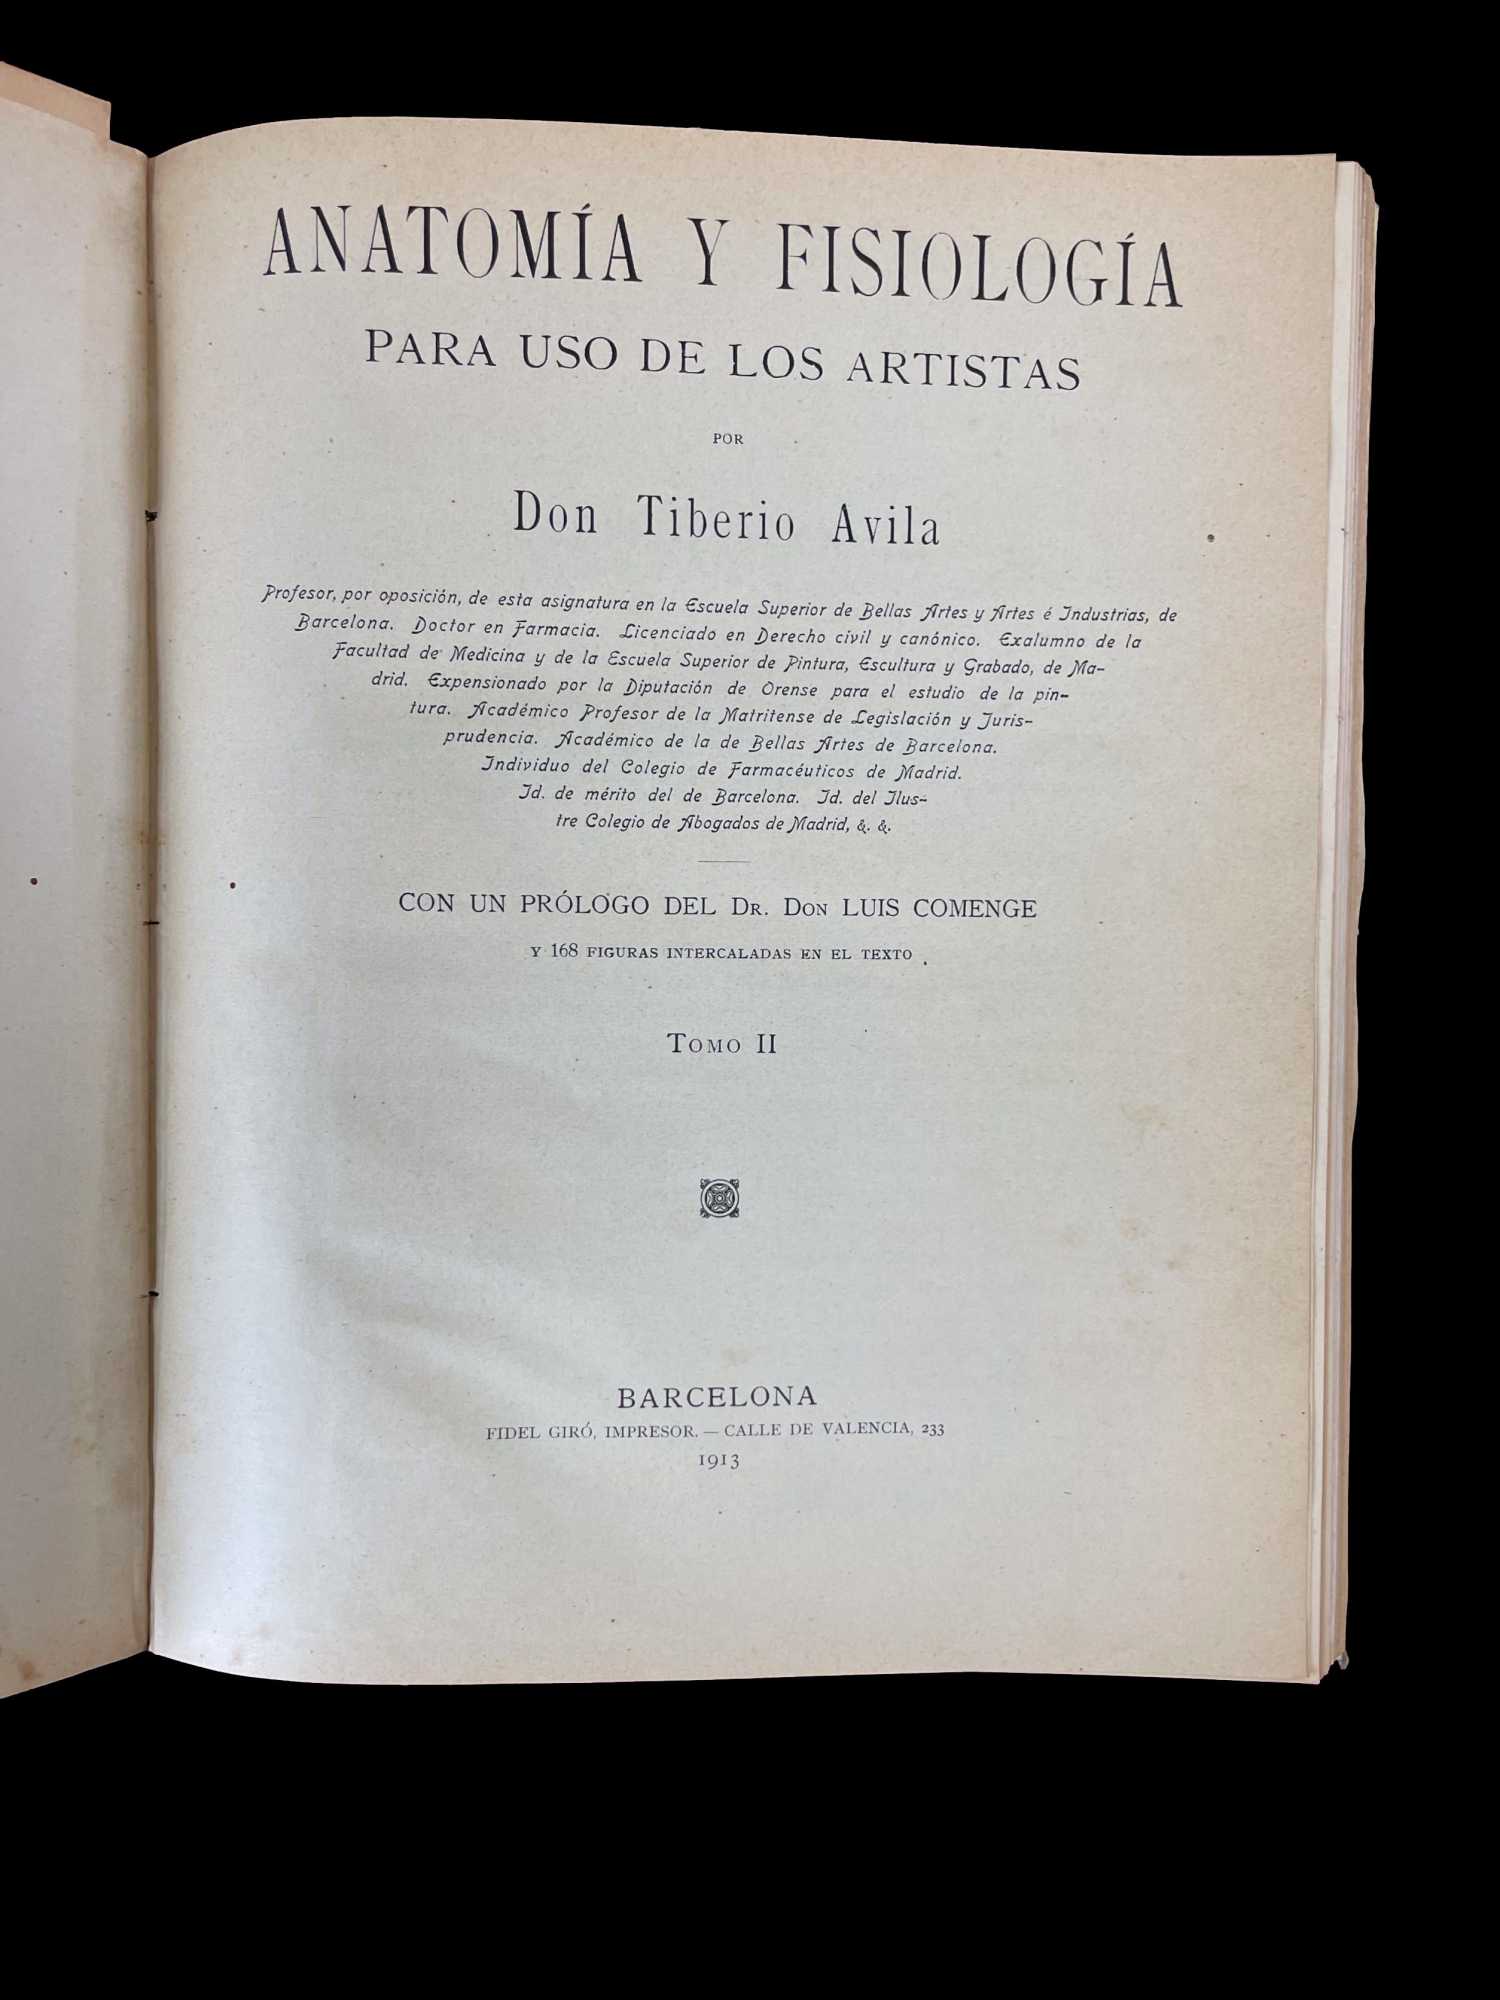 ANATOMÍA Y FISIOLOGÍA
PARA USO DE LOS ARTISTAS
POR
Don Tiberio Avila
Profesor, por oposición, de esta asignatura en la Escuela Superior de Bellas Artes y Artes é Industrias, de
Barcelona. Doctor en Farmacia. Licenciado en Derecho civil y canónico. Exalumno de la
Facultad de Medicina y de la Escuela Superior de Pintura, Escultura y Grabado, de Ma-
drid. Expensionado por la Diputación de Orense para el estudio de la pin-
tura. Académico Profesor de la Matritense de Legislación y Juris-
prudencia. Académico de la de Bellas Artes de Barcelona.
Individuo del Colegio de Farmacéuticos de Madrid.
Id. de mérito del de Barcelona. Id. del Ilus-
tre Colegio de Abogados de Madrid, &. &.
CON UN PRÓLOGO DEL DR. DON LUIS COMENGE
Y 168 FIGURAS INTERCALADAS EN EL TEXTO
TOMO II
BARCELONA
FIDEL GIRÓ, IMPRESOR. — CALLE DE VALENCIA, 233
1913